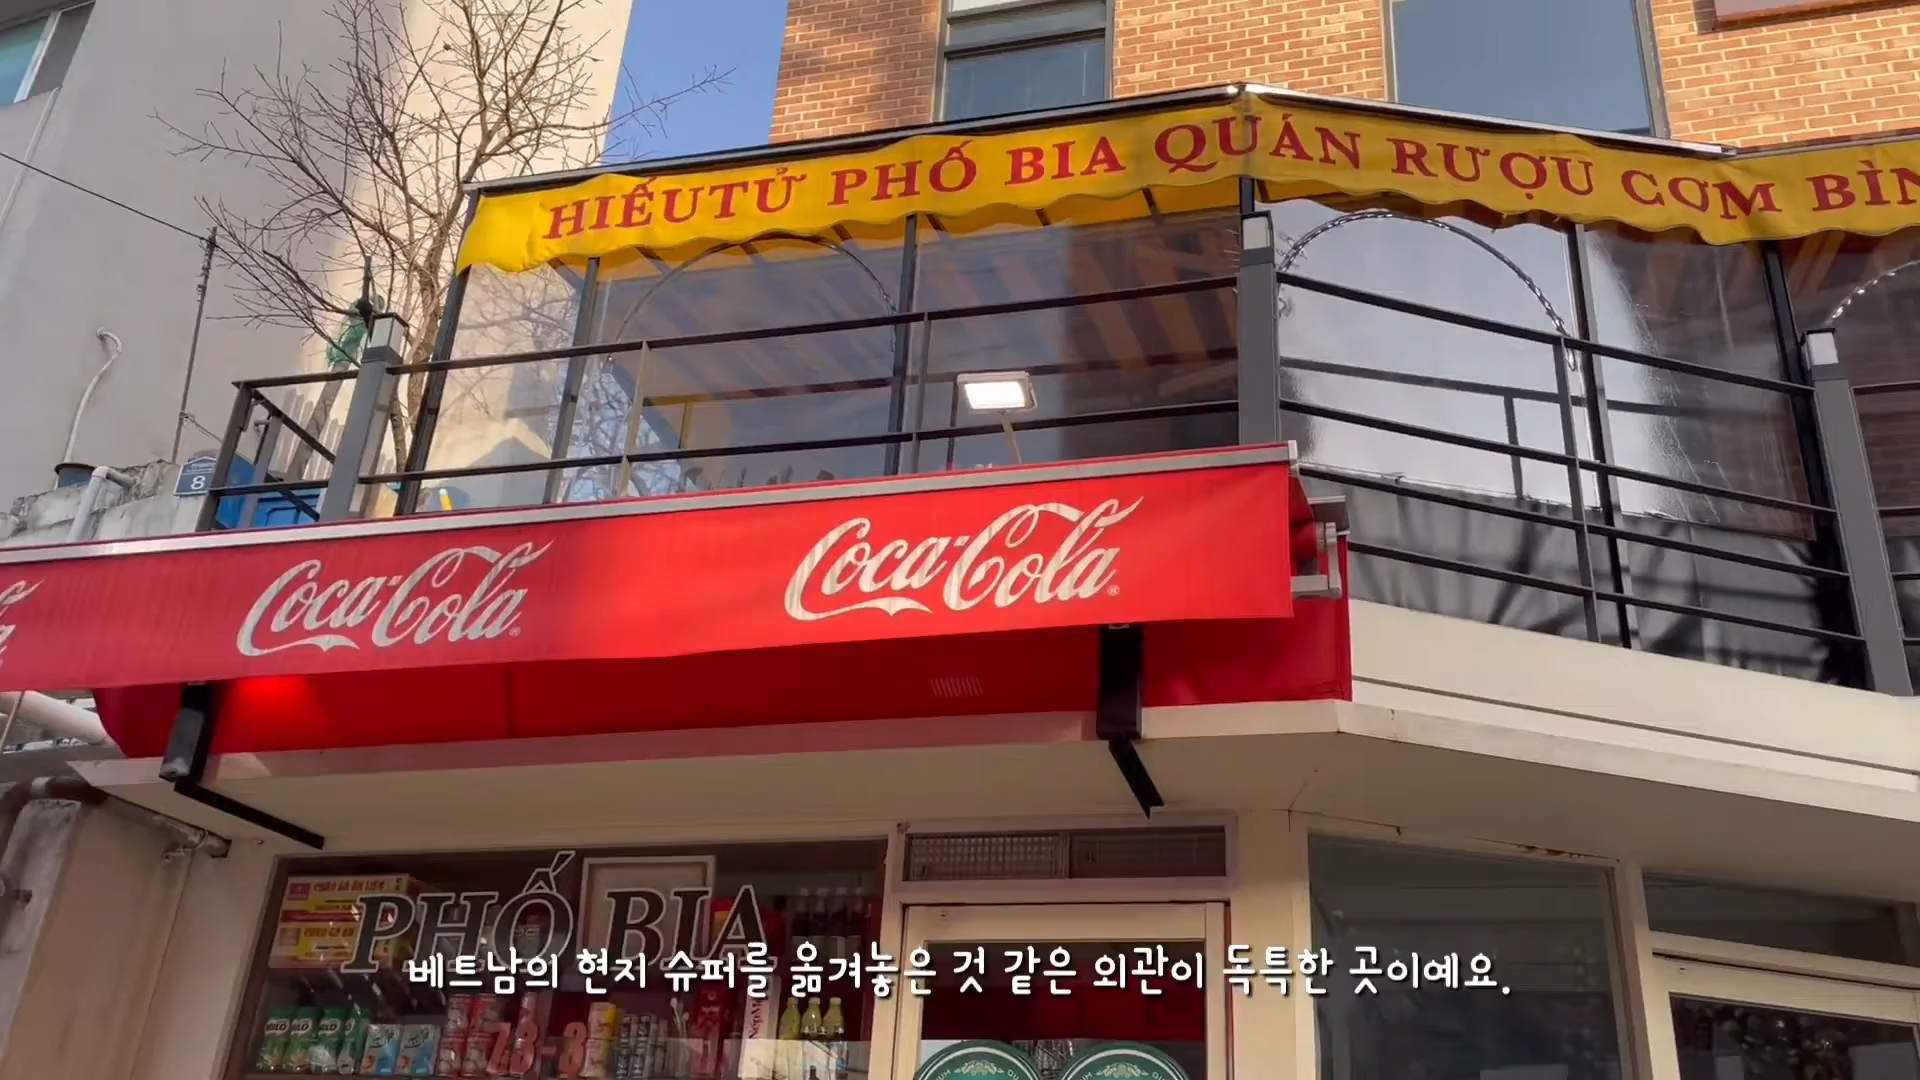 HIẾUTỬ PHỐ BIA QUÁN RƯỢU CƠM BÌN
8
Coca-Cola
Coca-Cola
PHỐ BIA
베트남의 현지 슈퍼를 옮겨놓은 것 같은 외관이 독특한 곳이예요.